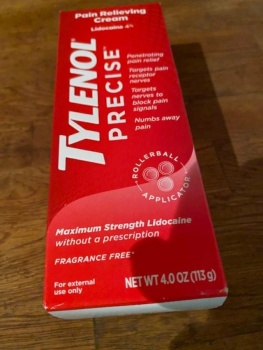 Pain Relieving
Cream
Lidocaine 4%
TYLENOL
PRECISE™
Penetrating
pain relief
Targets pain
receptor
nerves
Targets
nerves to
block pain
signals
Numbs away
pain
ROLLERBALL
APPLICATOR
Maximum Strength Lidocaine
without a prescription
FRAGRANCE FREE*
For external
use only
NET WT 4.0 OZ (113 g)